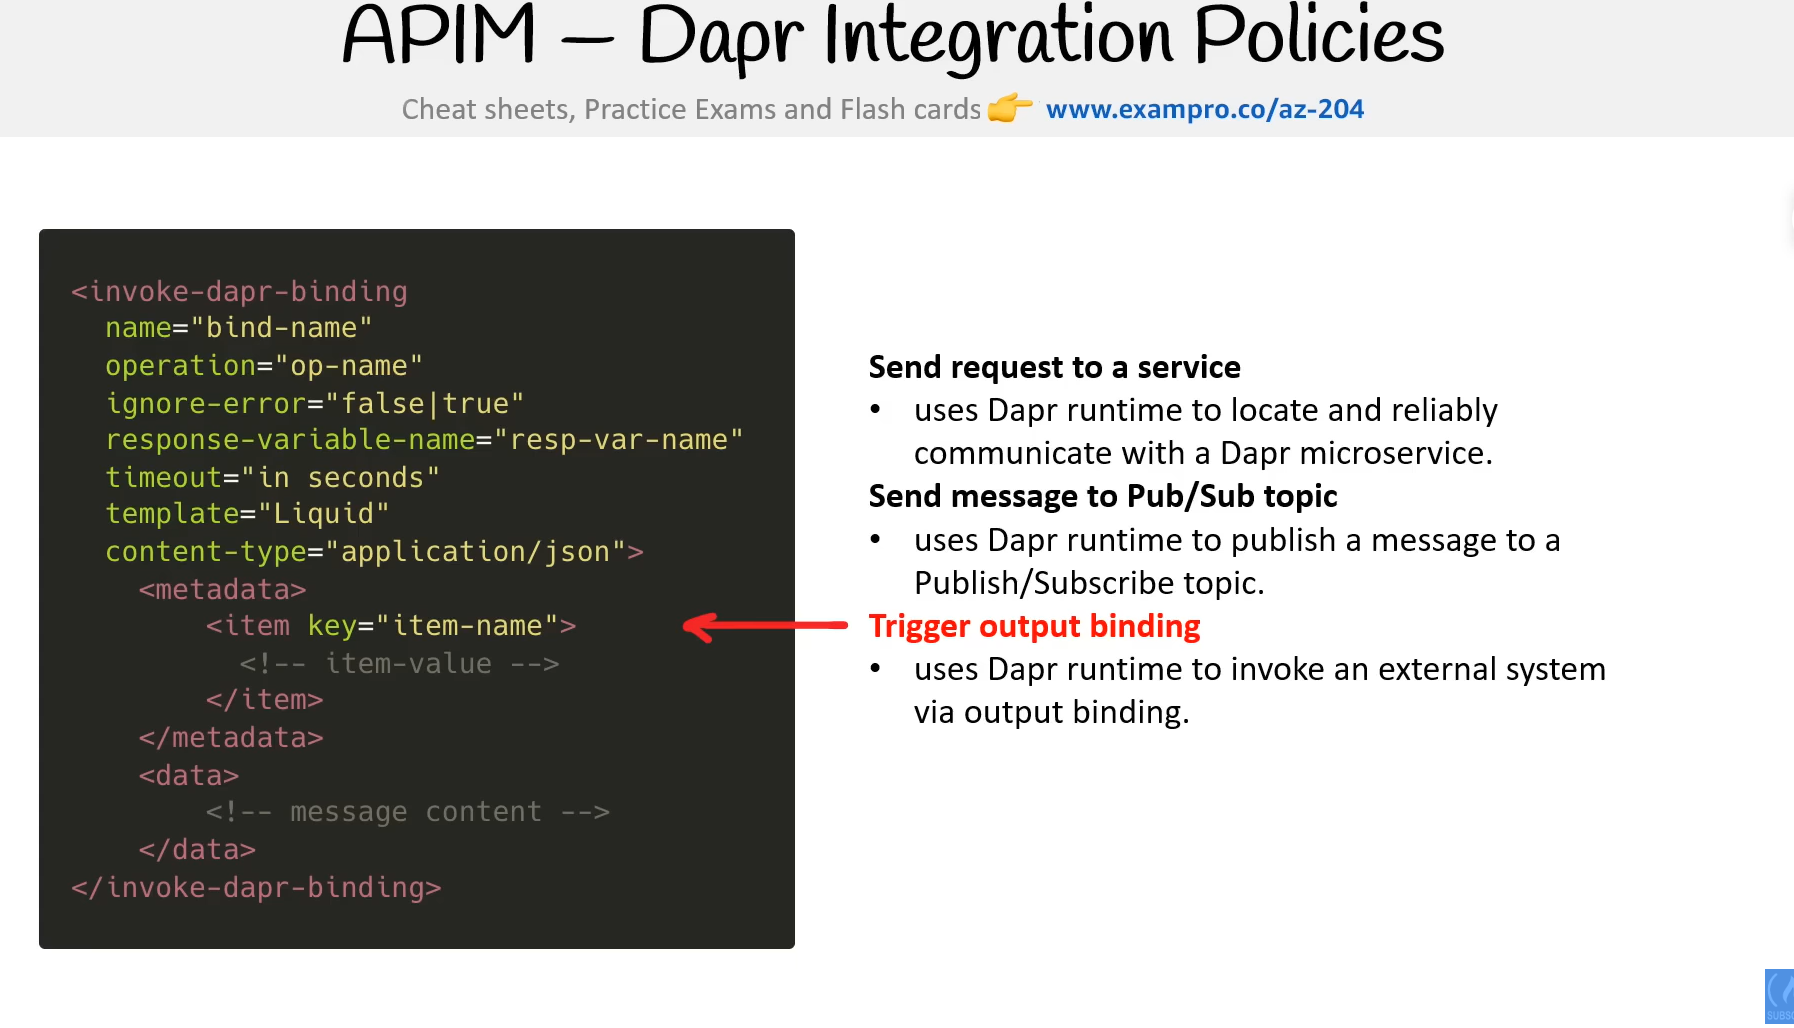 APIM – Dapr Integration Policies
Cheat sheets, Practice Exams and Flash cards 👉 www.exampro.co/az-204
<invoke-dapr-binding
name="bind-name"
operation="op-name"
ignore-error="false|true"
response-variable-name="resp-var-name"
timeout="in seconds"
template="Liquid"
content-type="application/json">
<metadata>
<item key="item-name">
<!-- item-value -->
</item>
</metadata>
<data>
<!-- message content -->
</data>
</invoke-dapr-binding>
Send request to a service
• uses Dapr runtime to locate and reliably
communicate with a Dapr microservice.
Send message to Pub/Sub topic
• uses Dapr runtime to publish a message to a
Publish/Subscribe topic.
Trigger output binding
• uses Dapr runtime to invoke an external system
via output binding.